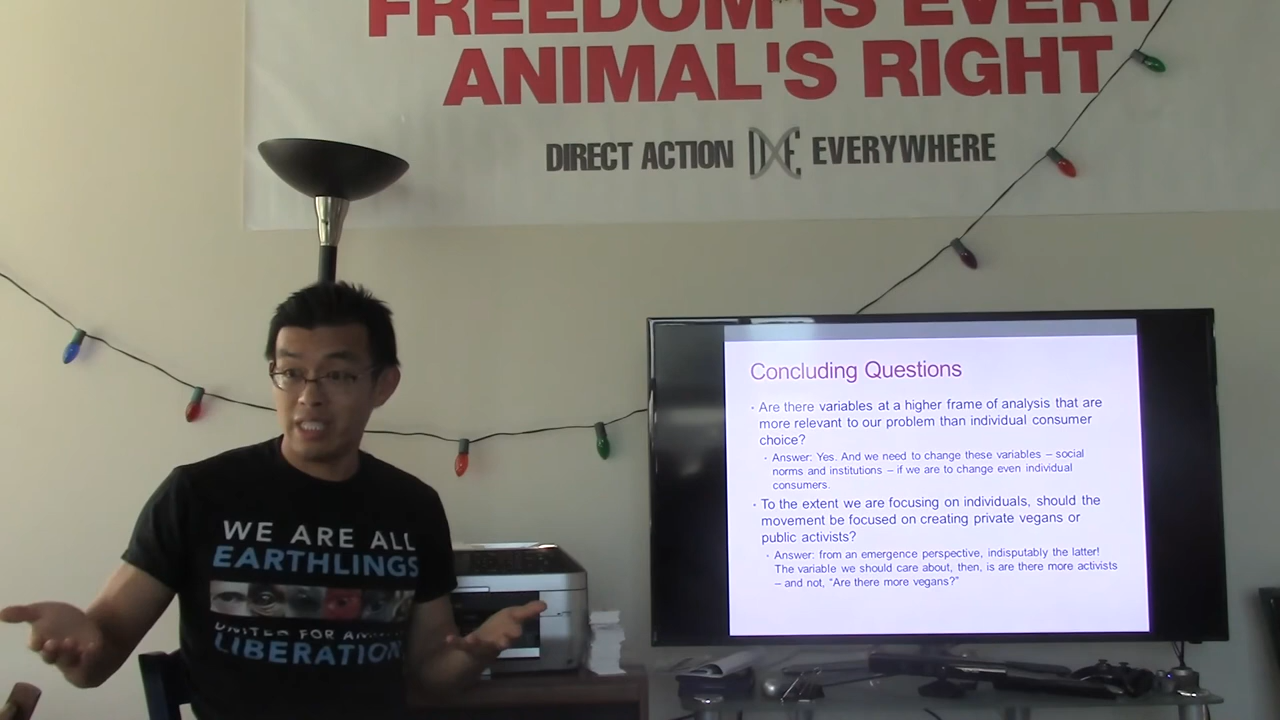 FREEDOM IS EVERY
ANIMAL'S RIGHT
DIRECT ACTION DXE EVERYWHERE
Concluding Questions
· Are there variables at a higher frame of analysis that are
more relevant to our problem than individual consumer
choice?
· Answer: Yes. And we need to change these variables – social
norms and institutions – if we are to change even individual
consumers.
· To the extent we are focusing on individuals, should the
movement be focused on creating private vegans or
public activists?
· Answer: from an emergence perspective, indisputably the latter!
The variable we should care about, then, is are there more activists
– and not, "Are there more vegans?"
WE ARE ALL
EARTHLINGS
FOR
LIBERATION